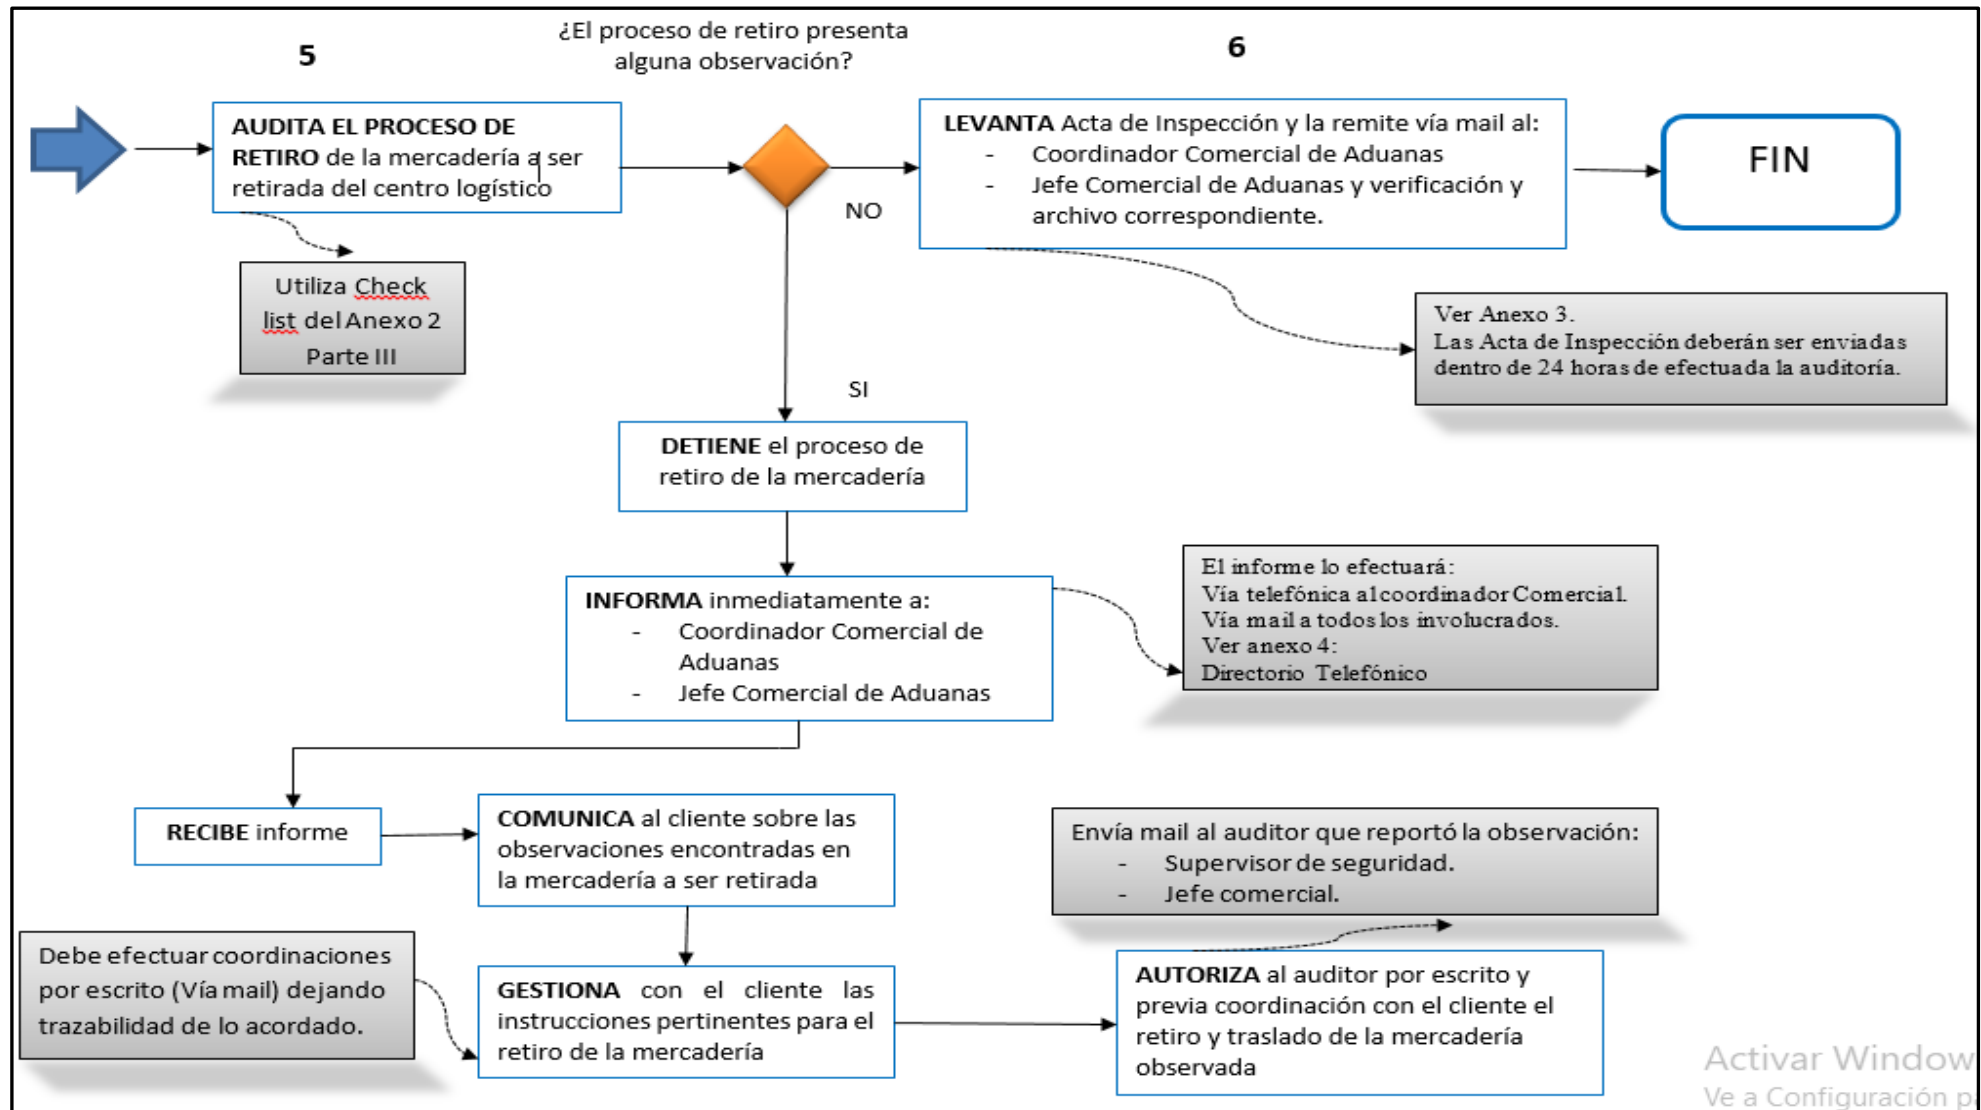 5
¿El proceso de retiro presenta
alguna observación?
6
AUDITA EL PROCESO DE
RETIRO de la mercadería a ser
retirada del centro logístico
LEVANTA Acta de Inspección y la remite vía mail al:
- Coordinador Comercial de Aduanas
- Jefe Comercial de Aduanas y verificación y
archivo correspondiente.
FIN
NO
Utiliza Check
list del Anexo 2
Parte III
Ver Anexo 3.
Las Acta de Inspección deberán ser enviadas
dentro de 24 horas de efectuada la auditoría.
SI
DETIENE el proceso de
retiro de la mercadería
INFORMA inmediatamente a:
- Coordinador Comercial de
Aduanas
- Jefe Comercial de Aduanas
El informe lo efectuará:
Vía telefónica al coordinador Comercial.
Vía mail a todos los involucrados.
Ver anexo 4:
Directorio Telefónico
RECIBE informe
COMUNICA al cliente sobre las
observaciones encontradas en
la mercadería a ser retirada
Envía mail al auditor que reportó la observación:
- Supervisor de seguridad.
- Jefe comercial.
Debe efectuar coordinaciones
por escrito (Vía mail) dejando
trazabilidad de lo acordado.
GESTIONA con el cliente las
instrucciones pertinentes para el
retiro de la mercadería
AUTORIZA al auditor por escrito y
previa coordinación con el cliente el
retiro y traslado de la mercadería
observada
Activar Window
Ve a Configuración p